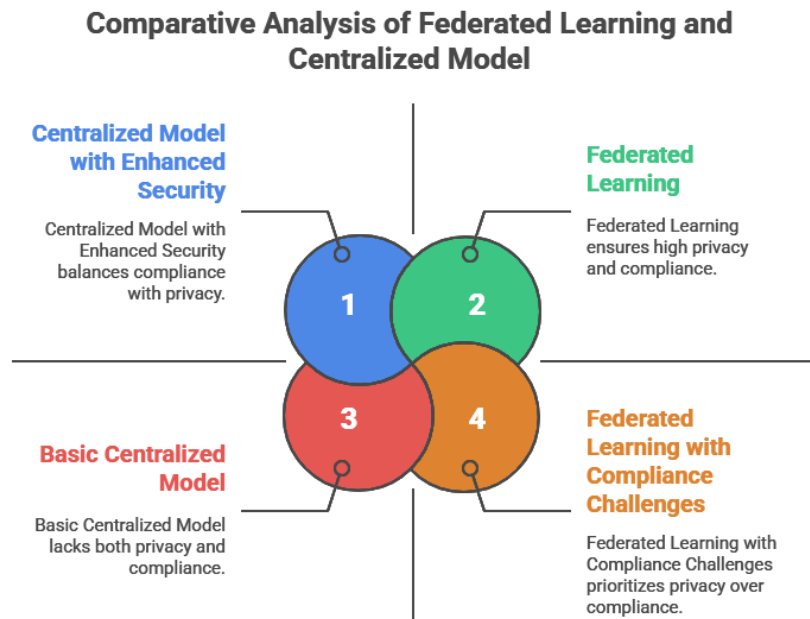 Comparative Analysis of Federated Learning and
Centralized Model
Centralized Model
with Enhanced
Security
Centralized Model with
Enhanced Security
balances compliance
with privacy.
Federated
Learning
Federated Learning
ensures high privacy
and compliance.
1
2
3
4
Basic Centralized
Model
Basic Centralized Model
lacks both privacy and
compliance.
Federated
Learning with
Compliance
Challenges
Federated Learning with
Compliance Challenges
prioritizes privacy over
compliance.